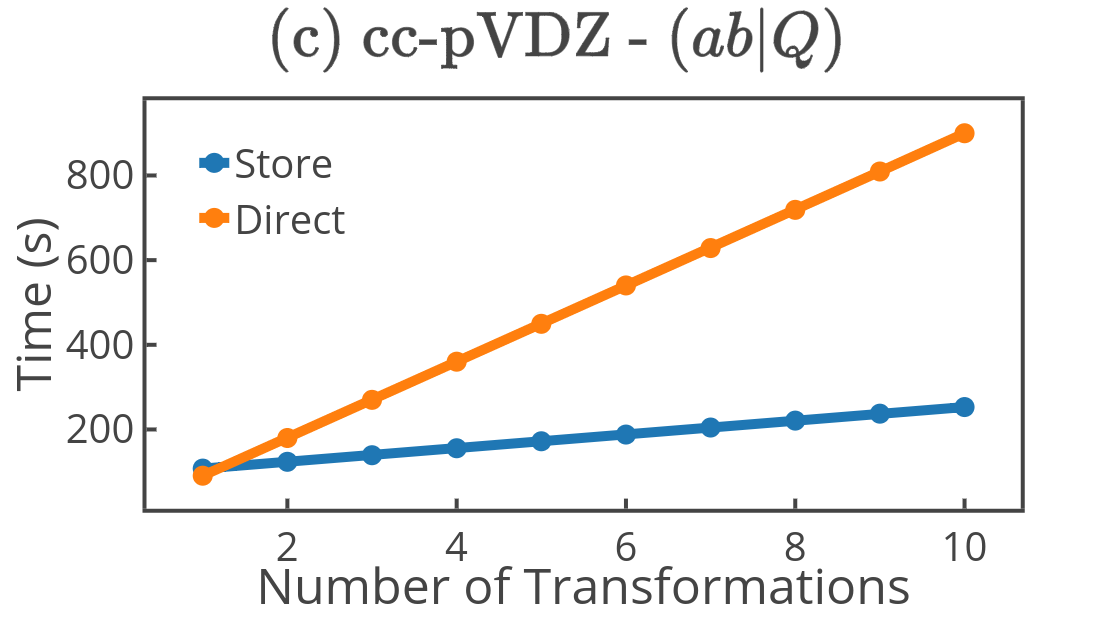 (c) cc-pVDZ - (ab|Q)
Store
Direct
800
600
400
200
Time (s)
2 4 6 8 10
Number of Transformations